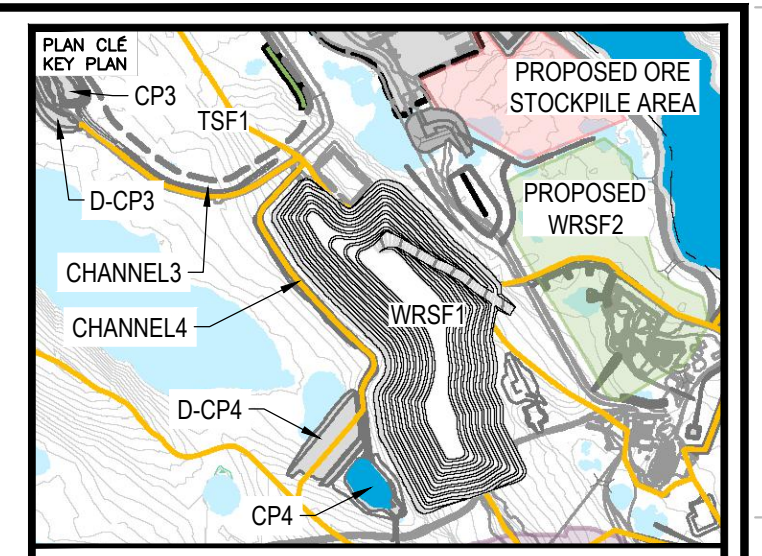 PLAN CLÉ
KEY PLAN
CP3
TSF1
PROPOSED ORE
STOCKPILE AREA
D-CP3
PROPOSED
WRSF2
CHANNEL3
WRSF1
CHANNEL4
D-CP4
CP4